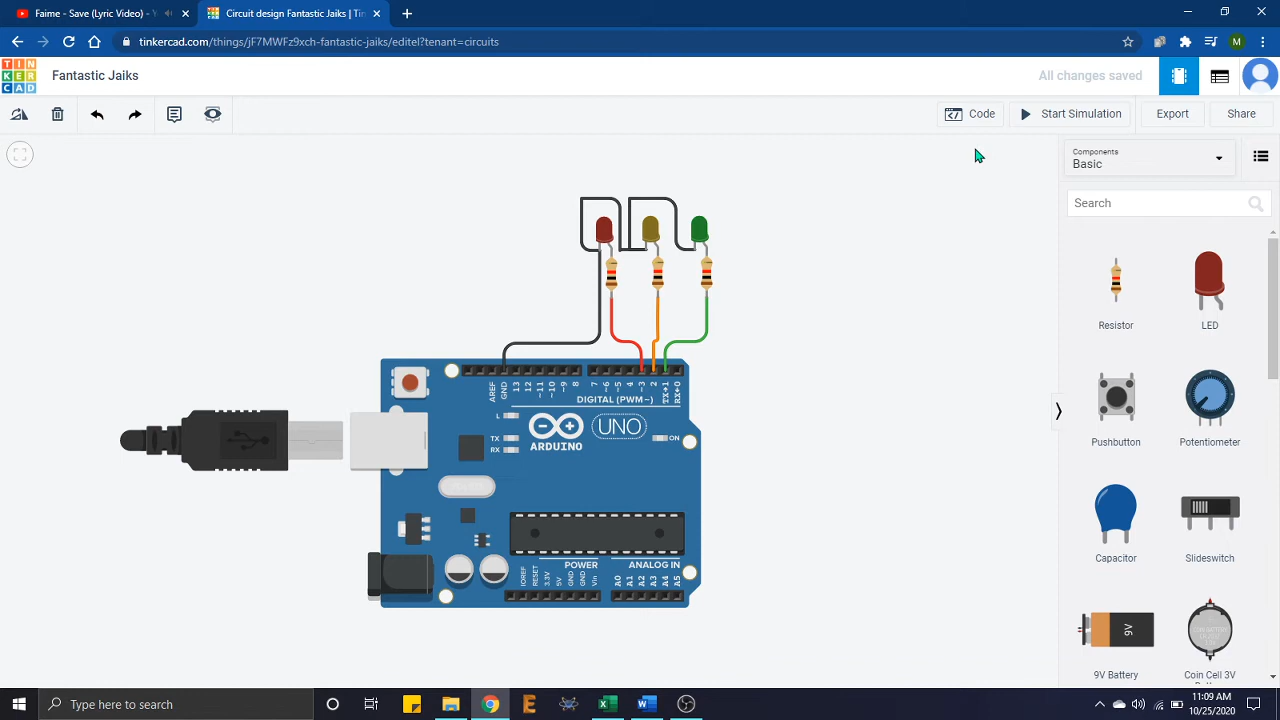 Faime - Save (Lyric Video) - Y
Circuit design Fantastic Jaiks | Tin
tinkercad.com/things/jF7MWFz9xch-fantastic-jaiks/editel?tenant=circuits
M
TIN
KER
CAD
Fantastic Jaiks
All changes saved
Code
Start Simulation
Export
Share
Components
Basic
Search
Resistor
LED
Pushbutton
Potentiometer
Capacitor
Slideswitch
9V
9V Battery
Coin Cell 3V
AREF
GND
13
12
~11
~10
~9
8
7
~6
~5
4
~3
2
TX→1
RX←0
DIGITAL (PWM~)
L
TX
RX
ARDUINO
UNO
ON
POWER
ANALOG IN
IOREF
RESET
3.3V
5V
GND
GND
Vin
A0
A1
A2
A3
A4
A5
Type here to search
11:09 AM
10/25/2020